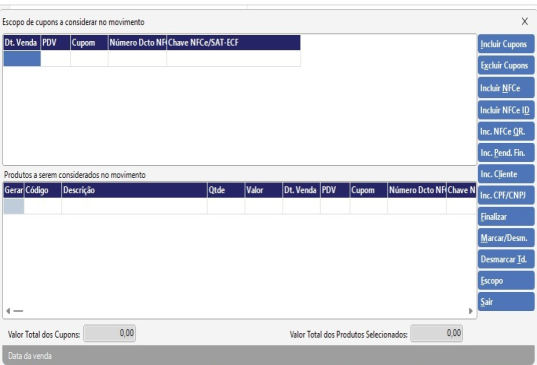 Escopo de cupons a considerar no movimento X
Dt. Venda PDV Cupom Número Dcto NF Chave NFCe/SAT-ECF
Incluir Cupons
Excluir Cupons
Incluir NFCe
Incluir NFCe ID
Inc. NFCe QR.
Inc. Pend. Fin.
Inc. Cliente
Inc. CPF/CNPJ
Finalizar
Marcar/Desm.
Desmarcar Td.
Escopo
Sair
Produtos a serem considerados no movimento
Gerar Código Descrição Qtde Valor Dt. Venda PDV Cupom Número Dcto NF Chave N
Valor Total dos Cupons: 0,00 Valor Total dos Produtos Selecionados: 0,00
Data da venda